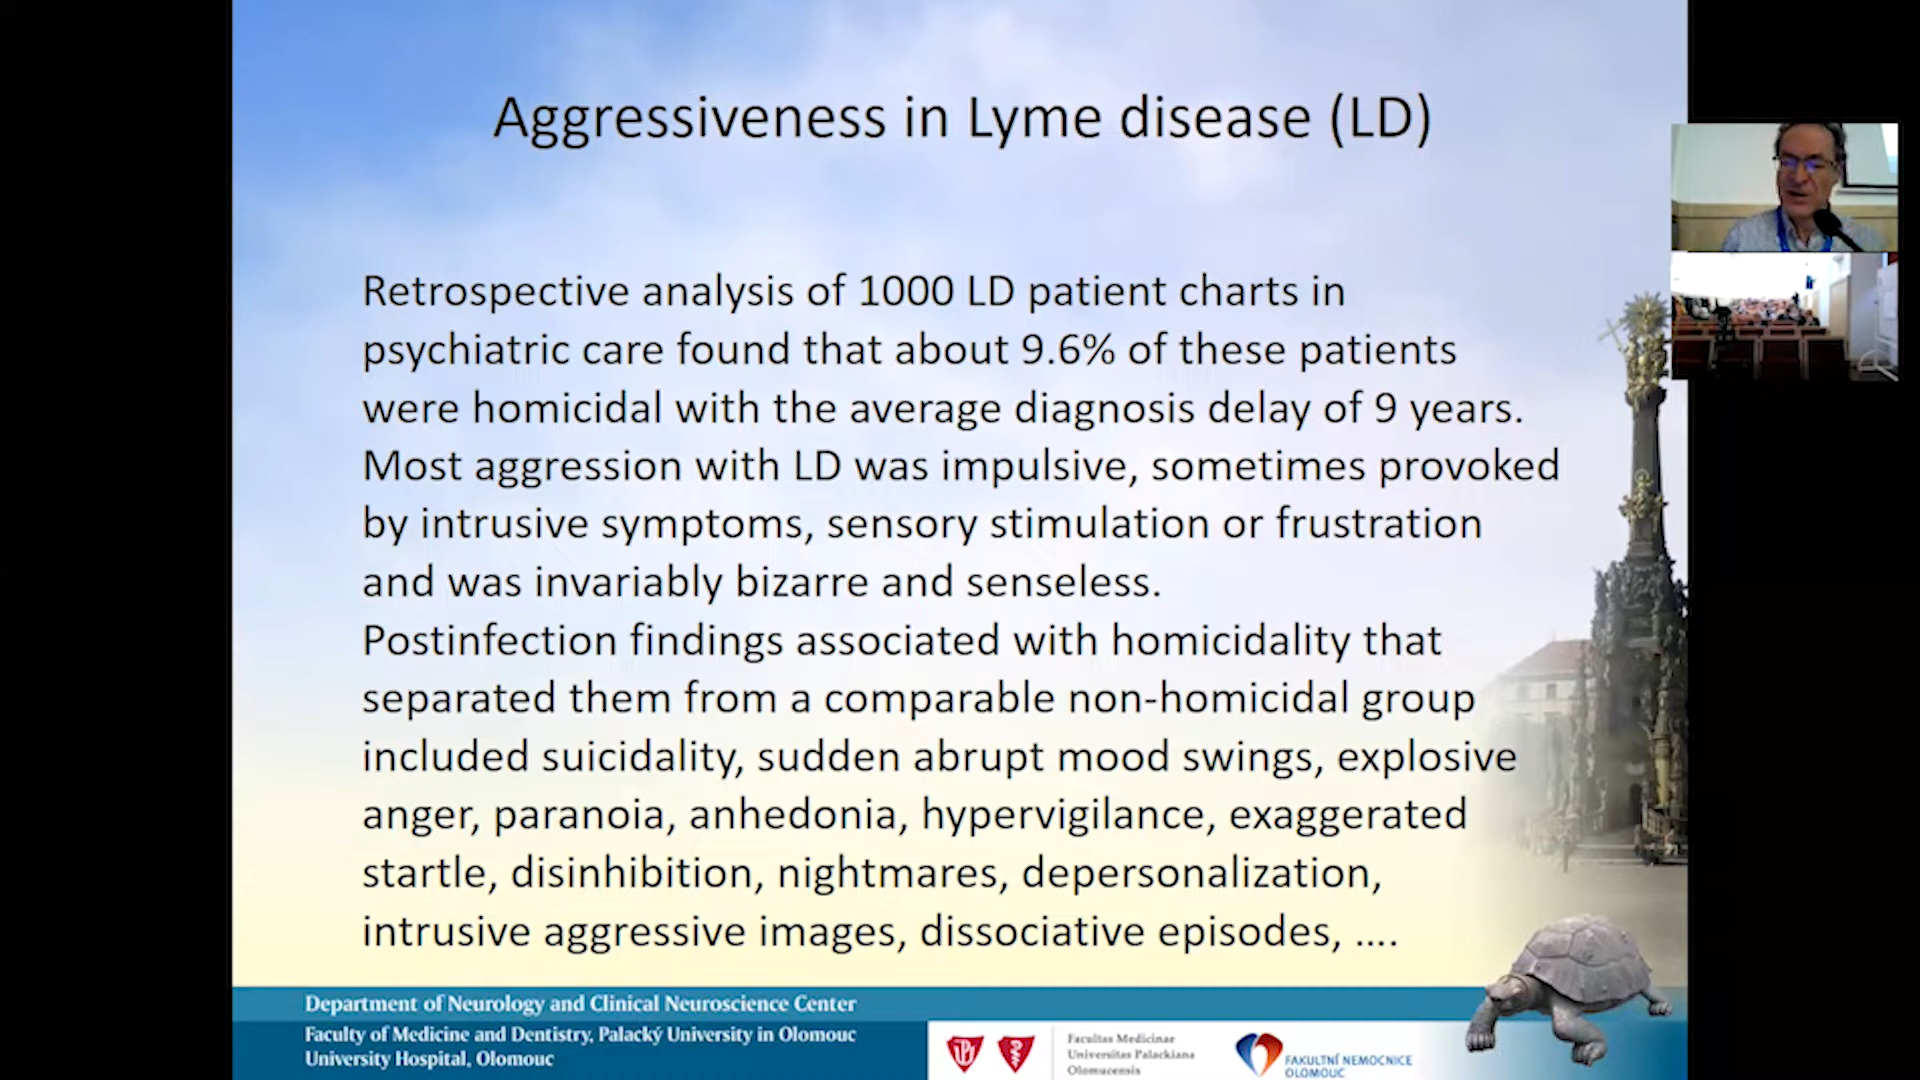 Aggressiveness in Lyme disease (LD)
Retrospective analysis of 1000 LD patient charts in
psychiatric care found that about 9.6% of these patients
were homicidal with the average diagnosis delay of 9 years.
Most aggression with LD was impulsive, sometimes provoked
by intrusive symptoms, sensory stimulation or frustration
and was invariably bizarre and senseless.
Postinfection findings associated with homicidality that
separated them from a comparable non-homicidal group
included suicidality, sudden abrupt mood swings, explosive
anger, paranoia, anhedonia, hypervigilance, exaggerated
startle, disinhibition, nightmares, depersonalization,
intrusive aggressive images, dissociative episodes, ....
Department of Neurology and Clinical Neuroscience Center
Faculty of Medicine and Dentistry, Palacký University in Olomouc
University Hospital, Olomouc
Facultas Medicinae
Universitas Palackiana
Olomucensis
FAKULTNÍ NEMOCNICE
OLOMOUC